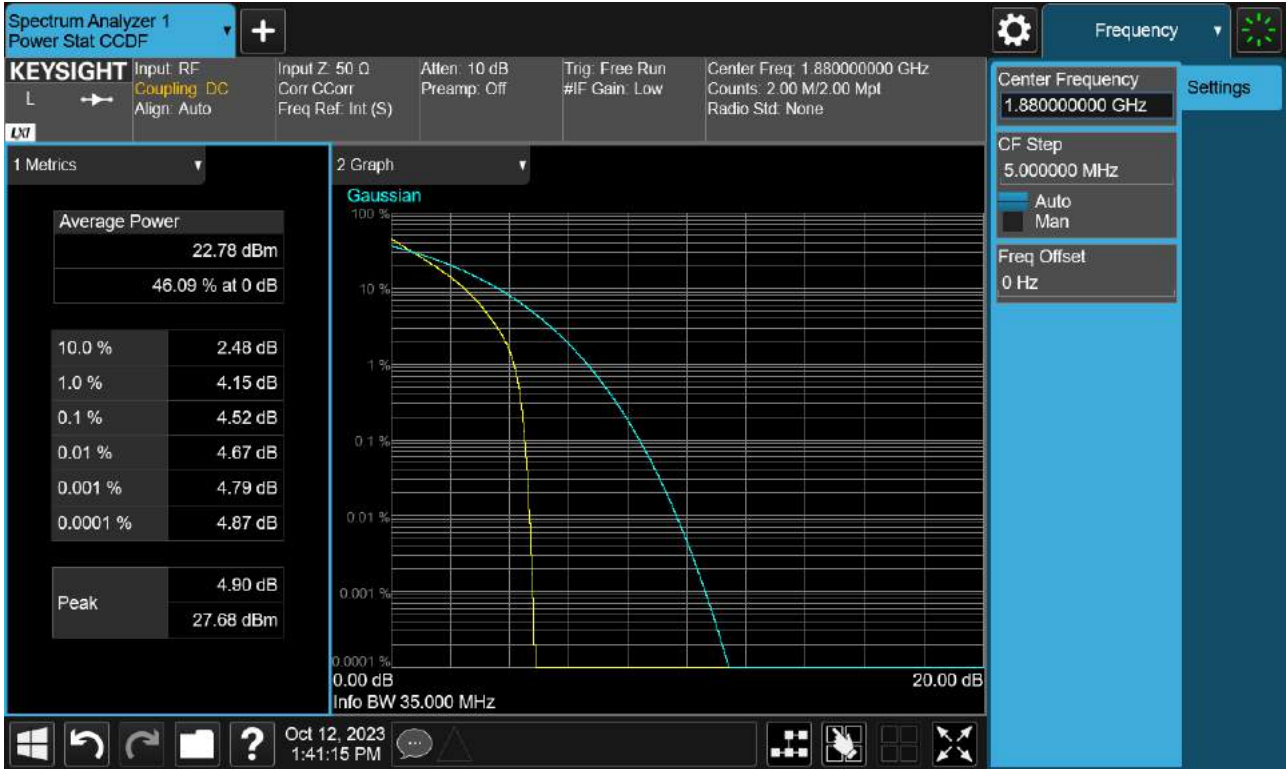 Spectrum Analyzer 1
Power Stat CCDF
+
Frequency
KEYSIGHT
L
LXI
Input: RF
Coupling: DC
Align: Auto
Input Z: 50 Ω
Corr CCorr
Freq Ref: Int (S)
Atten: 10 dB
Preamp: Off
Trig: Free Run
#IF Gain: Low
Center Freq: 1.880000000 GHz
Counts: 2.00 M/2.00 Mpt
Radio Std: None
Center Frequency
1.880000000 GHz
Settings
CF Step
5.000000 MHz
Auto
Man
Freq Offset
0 Hz
1 Metrics
Average Power
22.78 dBm
46.09 % at 0 dB
10.0 % 2.48 dB
1.0 % 4.15 dB
0.1 % 4.52 dB
0.01 % 4.67 dB
0.001 % 4.79 dB
0.0001 % 4.87 dB
Peak
4.90 dB
27.68 dBm
2 Graph
Gaussian
100 %
10 %
1 %
0.1 %
0.01 %
0.001 %
0.0001 %
0.00 dB 20.00 dB
Info BW 35.000 MHz
?
Oct 12, 2023
1:41:15 PM